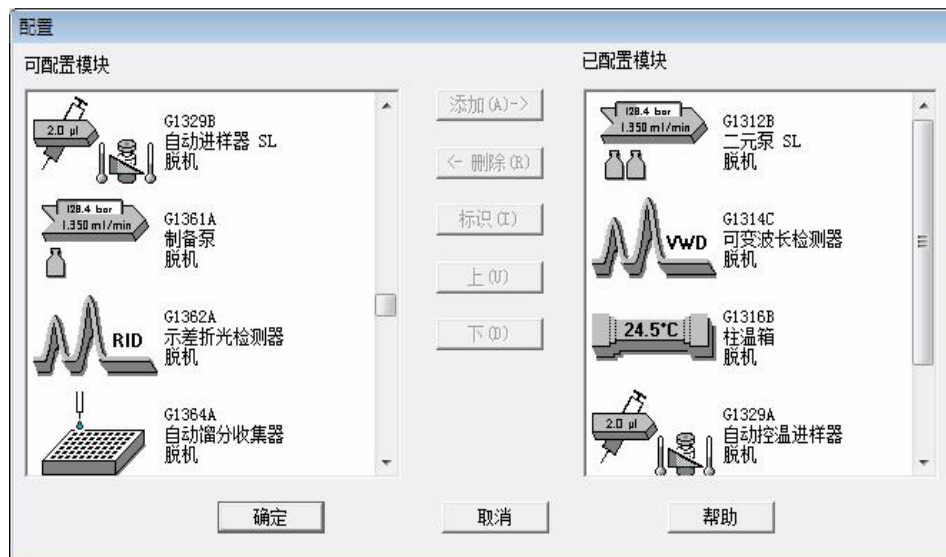 配置
可配置模块
2.0 µl
G1329B
自动进样器 SL
脱机
128.4 bar
1.350 ml/min
G1361A
制备泵
脱机
RID
G1362A
示差折光检测器
脱机
G1364A
自动馏分收集器
脱机
添加(A)->
<- 删除(R)
标识(I)
上(U)
下(D)
已配置模块
128.4 bar
1.350 ml/min
G1312B
二元泵 SL
脱机
VWD
G1314C
可变波长检测器
脱机
24.5°C
G1316B
柱温箱
脱机
2.0 µl
G1329A
自动控温进样器
脱机
确定
取消
帮助